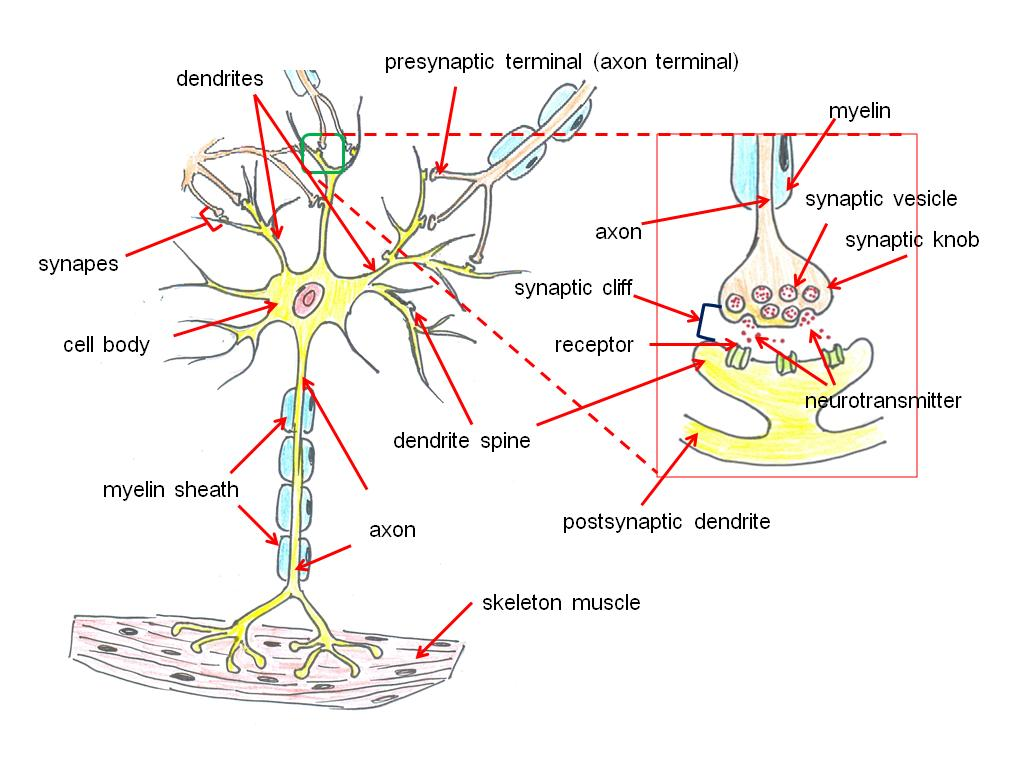 presynaptic terminal (axon terminal)
dendrites
myelin
synaptic vesicle
axon
synaptic knob
synapes
synaptic cliff
cell body
receptor
neurotransmitter
dendrite spine
myelin sheath
postsynaptic dendrite
axon
skeleton muscle